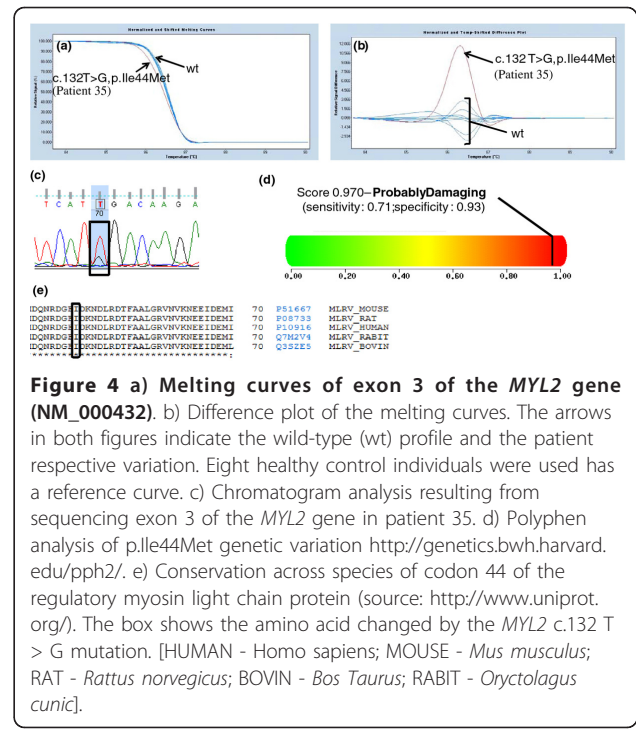 Normalized and Shifted Melting Curves
(a)
wt
c.132T>G,p.Ile44Met
(Patient 35)
Temperature (°C)
Normalized and Temp-Shifted Difference Plot
(b)
c.132T>G,p.Ile44Met
(Patient 35)
wt
Temperature (°C)
(c)
T C A T T G A C A A G A
70
(d)
Score 0.970–ProbablyDamaging
(sensitivity: 0.71;specificity: 0.93)
0.00 0.20 0.40 0.60 0.80 1.00
(e)
IDQNRDGFIDKNDLRDTFAALGRVNVKNEEIDEMI 70 P51667 MLRV_MOUSE
IDQNRDGFIDKNDLRDTFAALGRVNVKNEEIDEMI 70 P08733 MLRV_RAT
IDQNRDGFIDKNDLRDTFAALGRVNVKNEEIDEMI 70 P10916 MLRV_HUMAN
IDQNRDGFIDKNDLRDTFAALGRVNVKNEEIDEMI 70 Q7M2V4 MLRV_RABIT
IDQNRDGFIDKNDLRDTFAALGRVNVKNEEIDEML 70 Q3SZE5 MLRV_BOVIN
**********************************:
Figure 4 a) Melting curves of exon 3 of the MYL2 gene
(NM_000432). b) Difference plot of the melting curves. The arrows
in both figures indicate the wild-type (wt) profile and the patient
respective variation. Eight healthy control individuals were used has
a reference curve. c) Chromatogram analysis resulting from
sequencing exon 3 of the MYL2 gene in patient 35. d) Polyphen
analysis of p.Ile44Met genetic variation http://genetics.bwh.harvard.
edu/pph2/. e) Conservation across species of codon 44 of the
regulatory myosin light chain protein (source: http://www.uniprot.
org/). The box shows the amino acid changed by the MYL2 c.132 T
> G mutation. [HUMAN - Homo sapiens; MOUSE - Mus musculus;
RAT - Rattus norvegicus; BOVIN - Bos Taurus; RABIT - Oryctolagus
cunic].